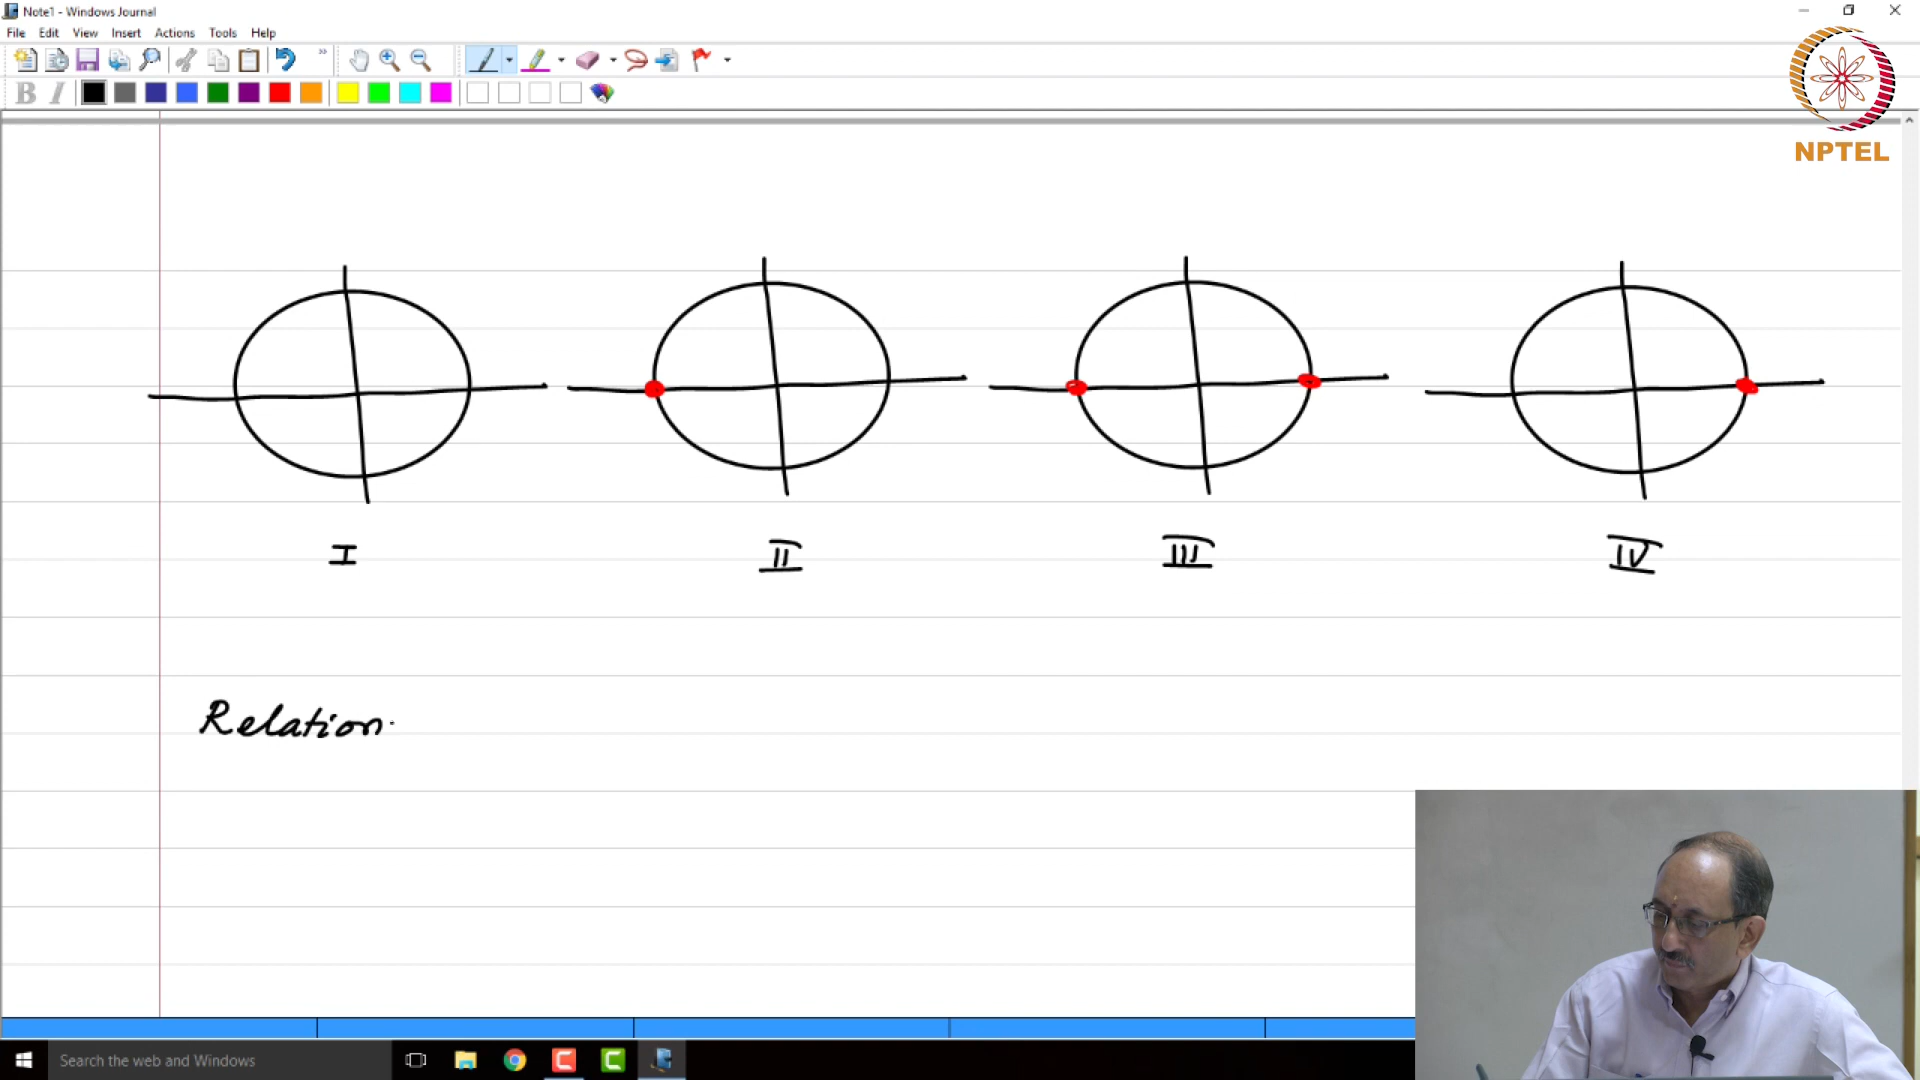 Note1 - Windows Journal
File Edit View Insert Actions Tools Help
B I
NPTEL
I II III IV
Relation.
Search the web and Windows